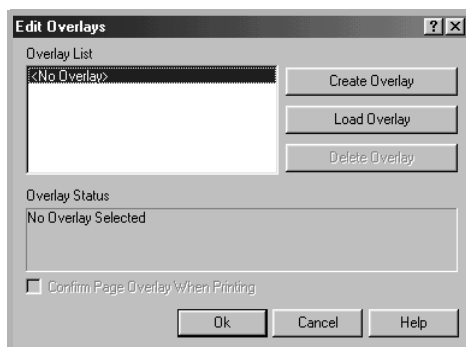 Edit Overlays
Overlay List
<No Overlay>
Create Overlay
Load Overlay
Delete Overlay
Overlay Status
No Overlay Selected
Confirm Page Overlay When Printing
Ok
Cancel
Help